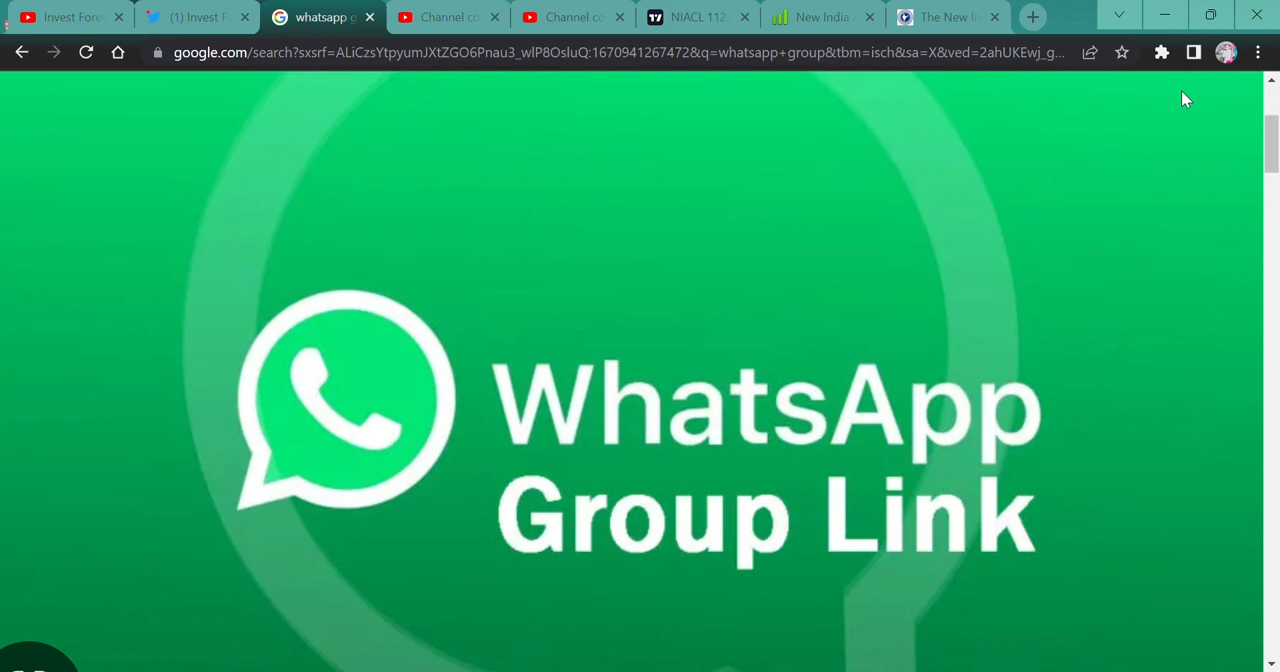 Invest Fore
(1) Invest F
whatsapp g
Channel co
Channel co
NIACL 112.
New India A
The New In
google.com/search?sxsrf=ALiCzsYtpyumJXtZGO6Pnau3_wIP8OsluQ:1670941267472&q=whatsapp+group&tbm=isch&sa=X&ved=2ahUKEwj_g...
WhatsApp
Group Link